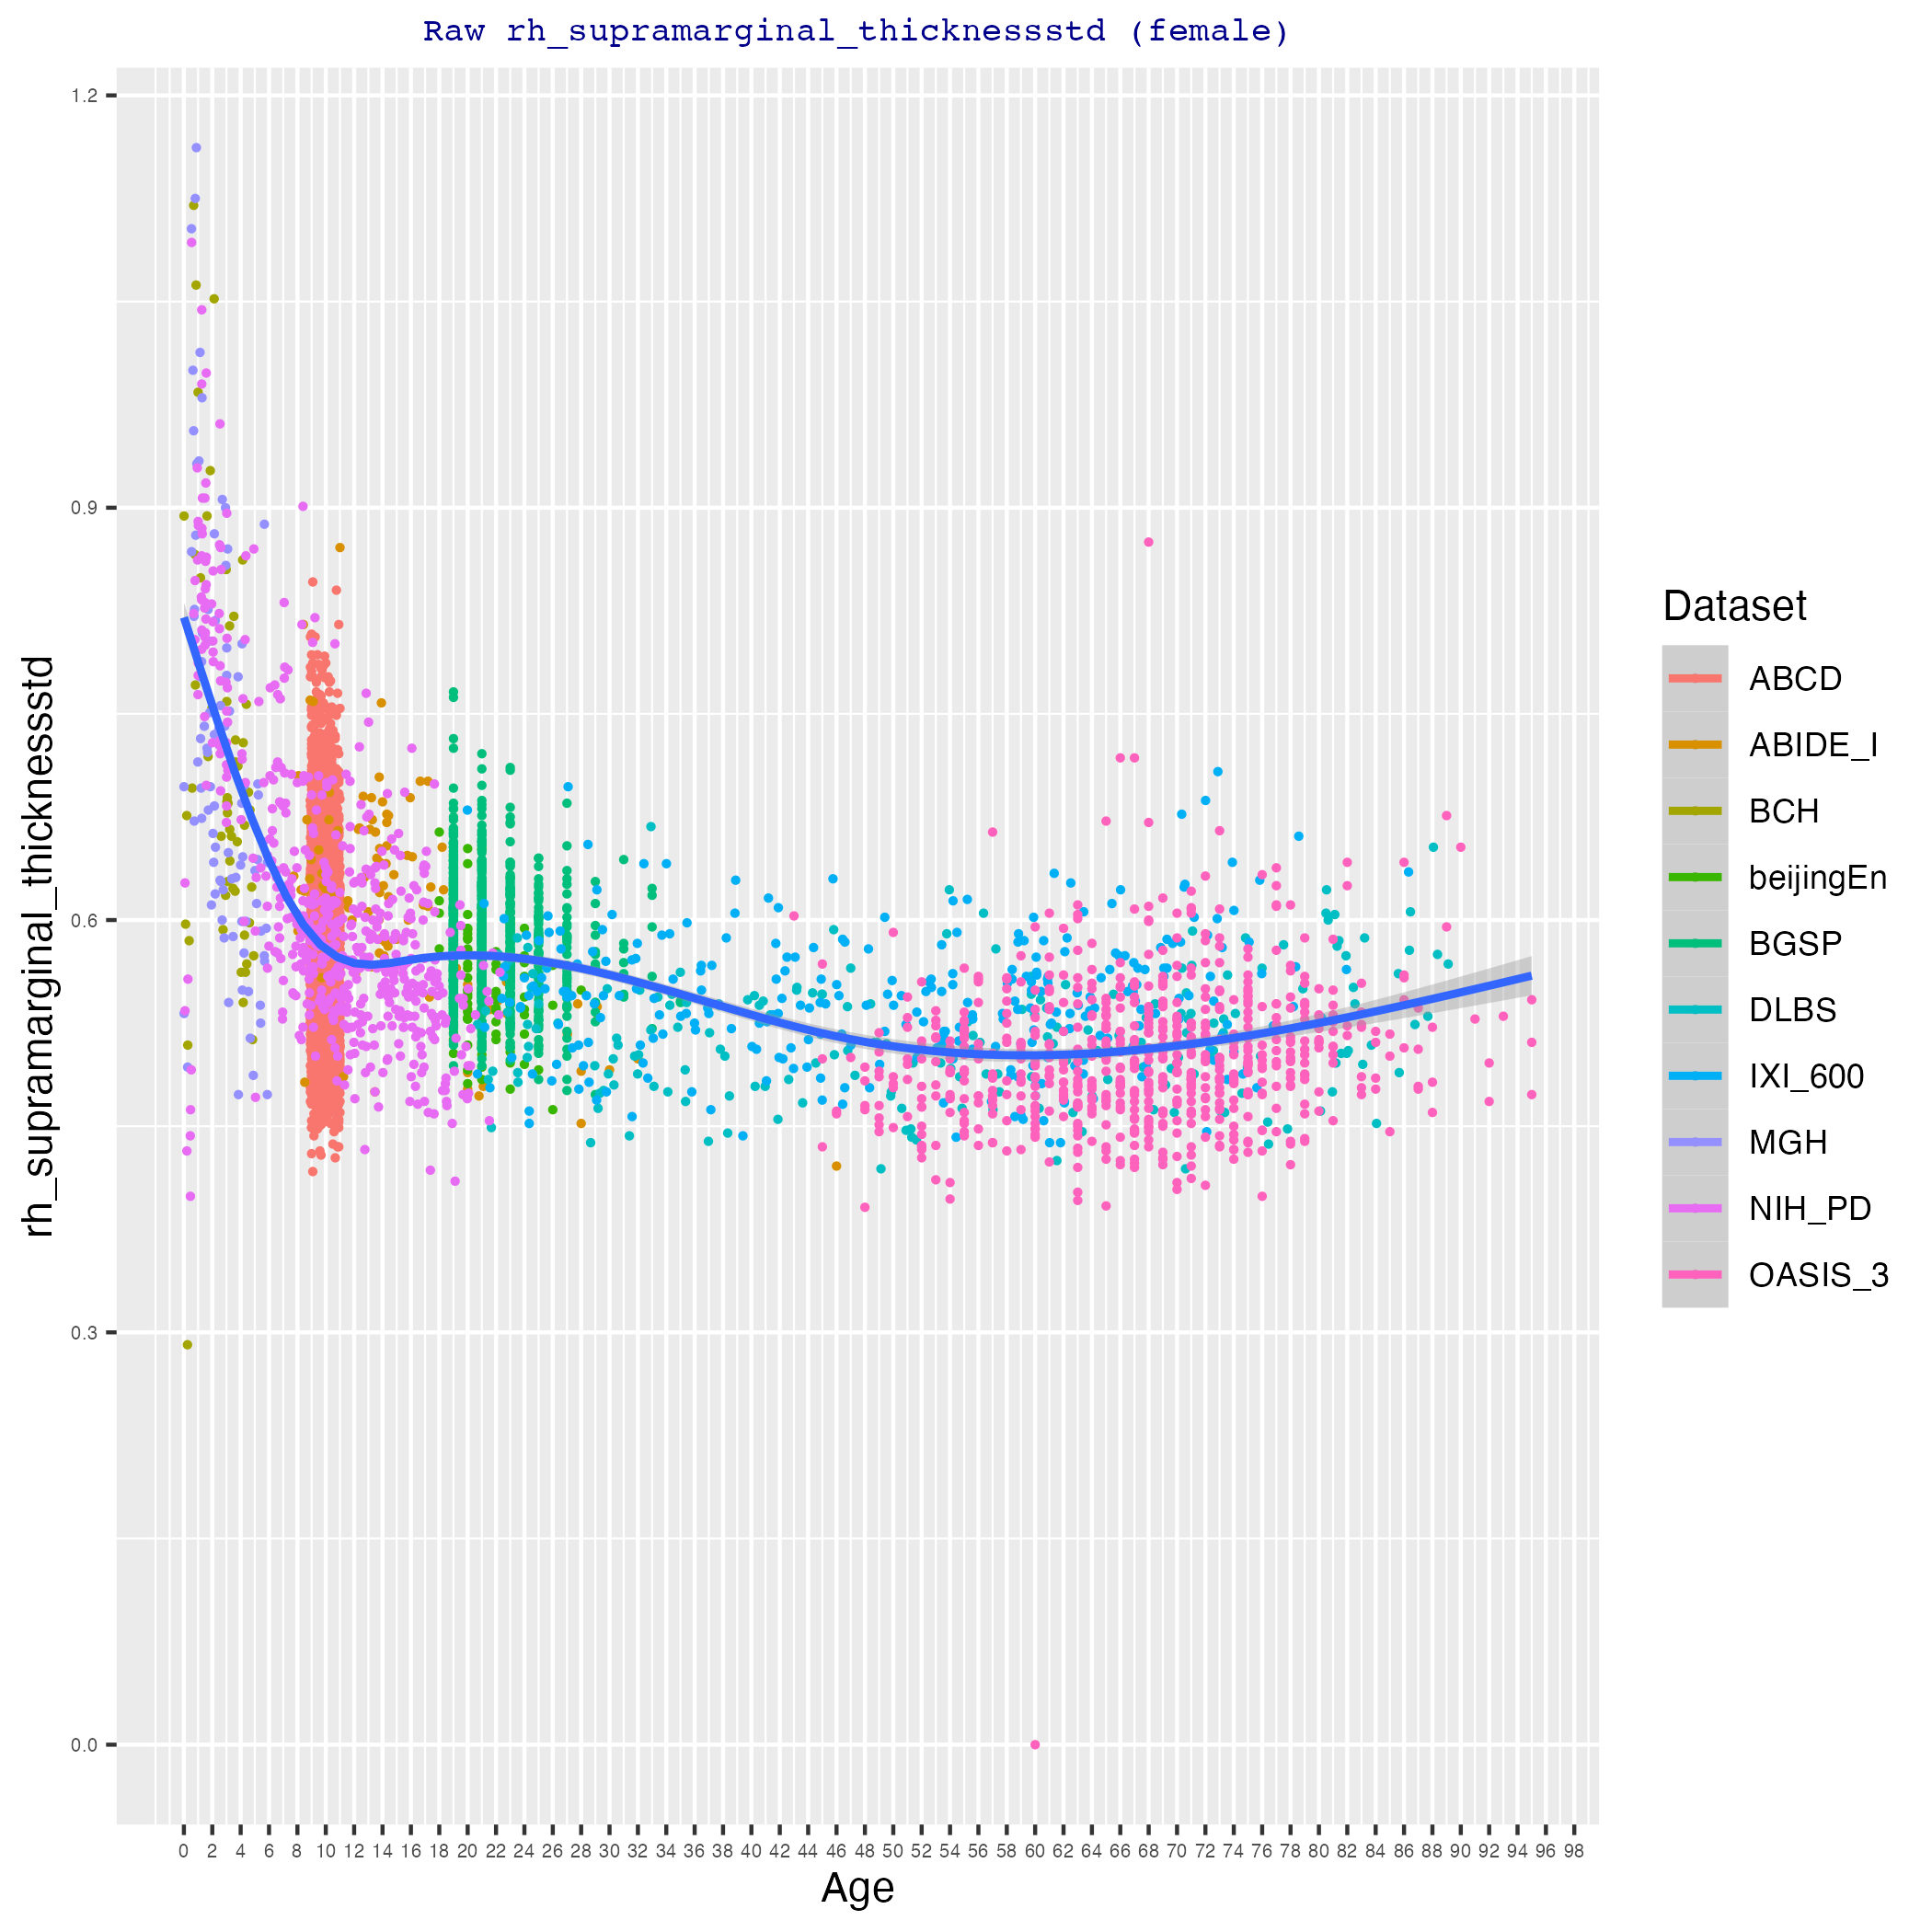 Raw rh_supramarginal_thicknessstd (female)
rh_supramarginal_thicknessstd
1.2
0.9
0.6
0.3
0.0
0 2 4 6 8 10 12 14 16 18 20 22 24 26 28 30 32 34 36 38 40 42 44 46 48 50 52 54 56 58 60 62 64 66 68 70 72 74 76 78 80 82 84 86 88 90 92 94 96 98
Age
Dataset
ABCD
ABIDE_I
BCH
beijingEn
BGSP
DLBS
IXI_600
MGH
NIH_PD
OASIS_3